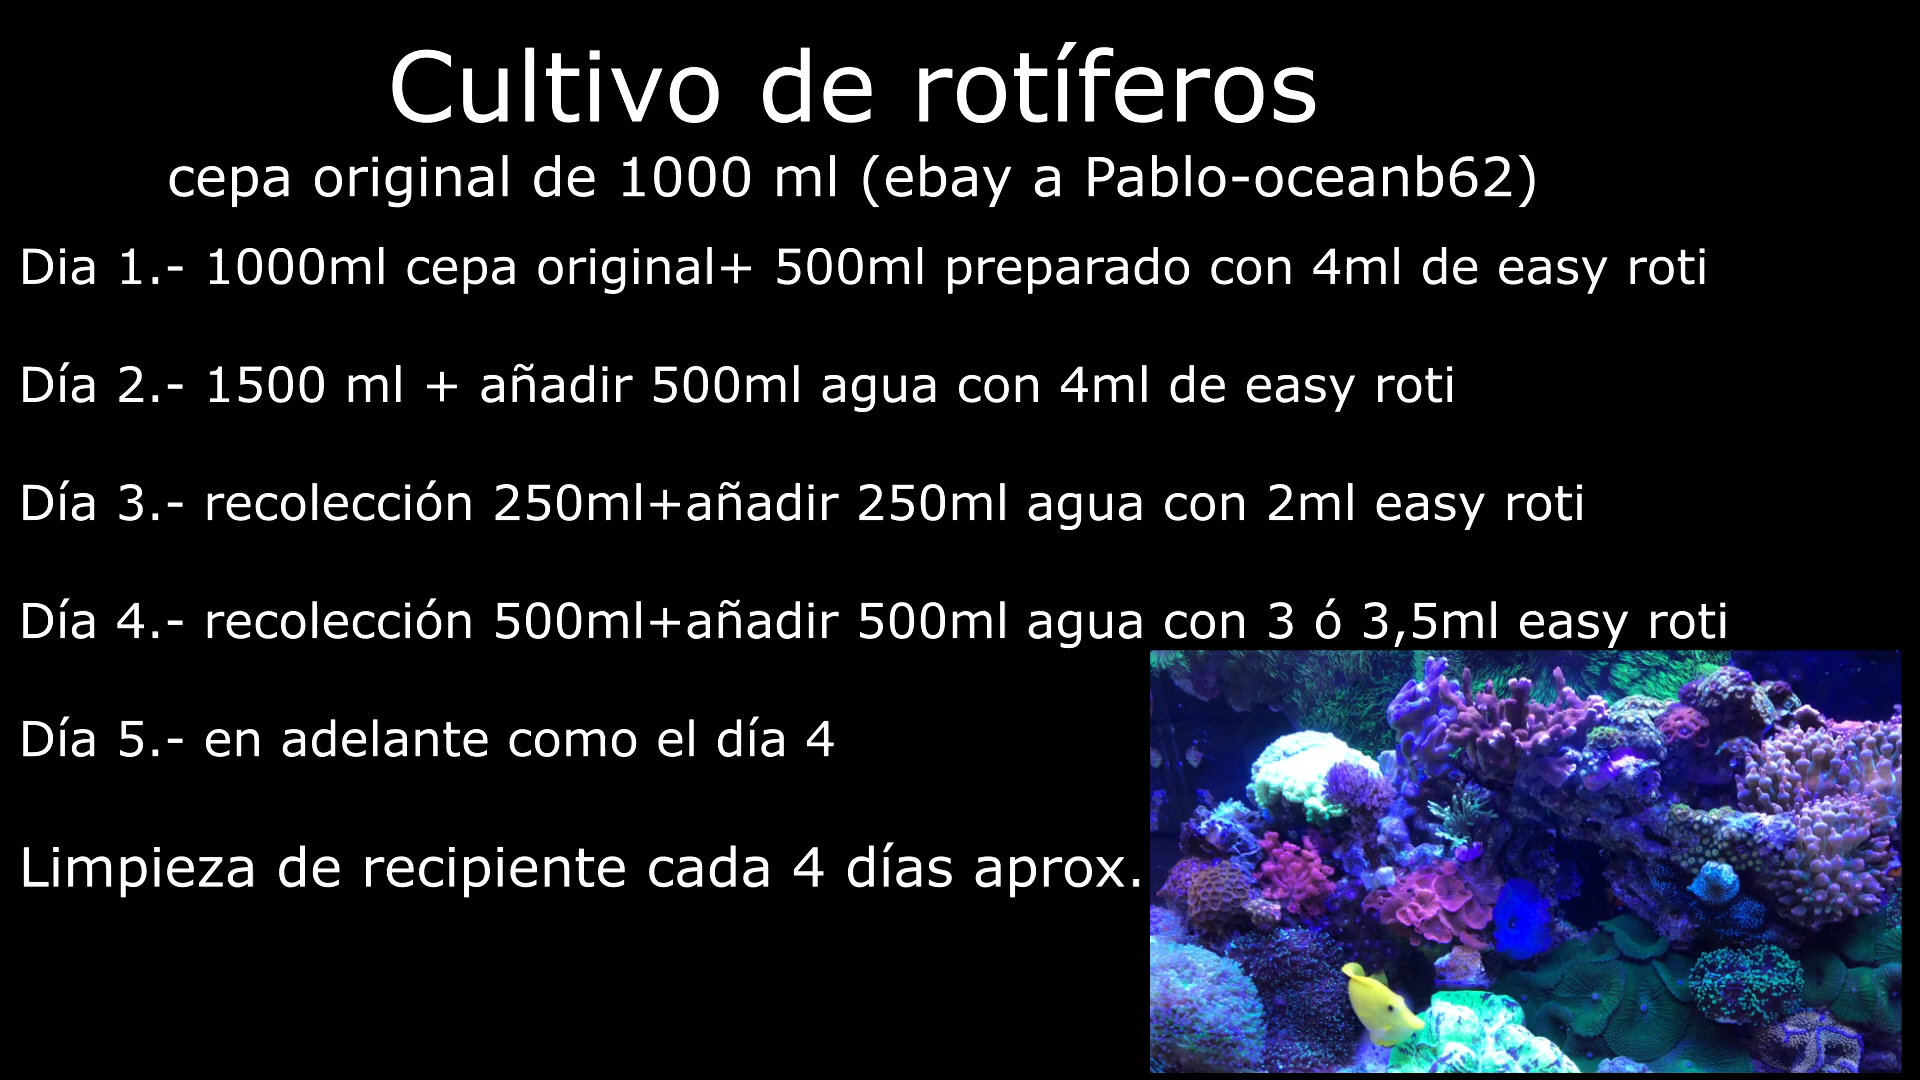 Cultivo de rotíferos
cepa original de 1000 ml (ebay a Pablo-oceanb62)
Dia 1.- 1000ml cepa original+ 500ml preparado con 4ml de easy roti
Día 2.- 1500 ml + añadir 500ml agua con 4ml de easy roti
Día 3.- recolección 250ml+añadir 250ml agua con 2ml easy roti
Día 4.- recolección 500ml+añadir 500ml agua con 3 ó 3,5ml easy roti
Día 5.- en adelante como el día 4
Limpieza de recipiente cada 4 días aprox.